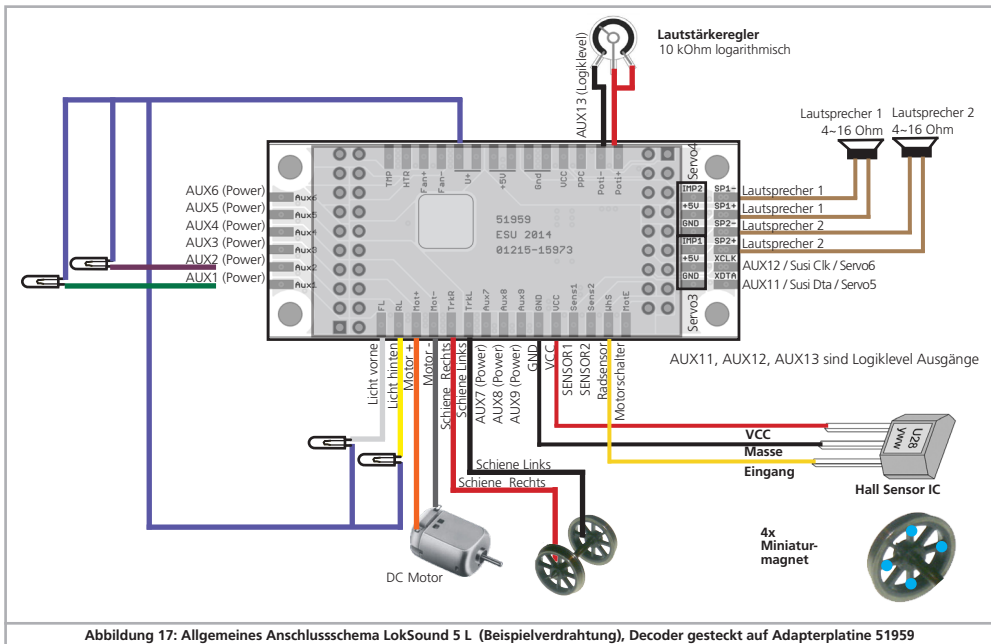 Lautstärkeregler
10 kOhm logarithmisch
AUX13 (Logiklevel)
Lautsprecher 1
4~16 Ohm
Lautsprecher 2
4~16 Ohm
Servo4
TMP
HTR
Fan+
Fan-
U+
+5V
Gnd
VCC
PPC
Poti-
Poti+
AUX6 (Power)
AUX5 (Power)
AUX4 (Power)
AUX3 (Power)
AUX2 (Power)
AUX1 (Power)
Aux6
Aux5
Aux4
Aux3
Aux2
Aux1
51959
ESU 2014
01215-15973
IMP2
+5V
GND
IMP1
+5V
GND
SP1-
SP1+
SP2-
SP2+
XCLK
XDTA
Lautsprecher 1
Lautsprecher 1
Lautsprecher 2
Lautsprecher 2
AUX12 / Susi Clk / Servo6
AUX11 / Susi Dta / Servo5
Servo3
FL
RL
Mot+
Mot-
TrkR
TrkL
Aux7
Aux8
Aux9
GND
VCC
Sens1
Sens2
WhS
MotE
Licht vorne
Licht hinten
Motor +
Motor -
Schiene Rechts
Schiene Links
AUX7 (Power)
AUX8 (Power)
AUX9 (Power)
GND
VCC
SENSOR1
SENSOR2
Radsensor
Motorschalter
AUX11, AUX12, AUX13 sind Logiklevel Ausgänge
VCC
Masse
Eingang
U28
yww
Hall Sensor IC
Schiene Links
Schiene Rechts
DC Motor
4x
Miniatur-
magnet
Abbildung 17: Allgemeines Anschlussschema LokSound 5 L (Beispielverdrahtung), Decoder gesteckt auf Adapterplatine 51959